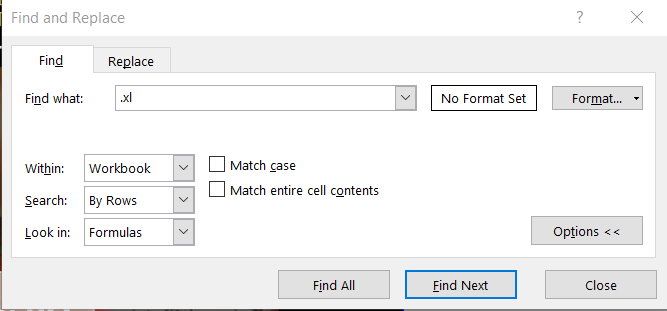 Find and Replace ?
Find Replace
Find what: .xl No Format Set Format...
Within: Workbook Match case
Match entire cell contents
Search: By Rows
Look in: Formulas Options <<
Find All Find Next Close